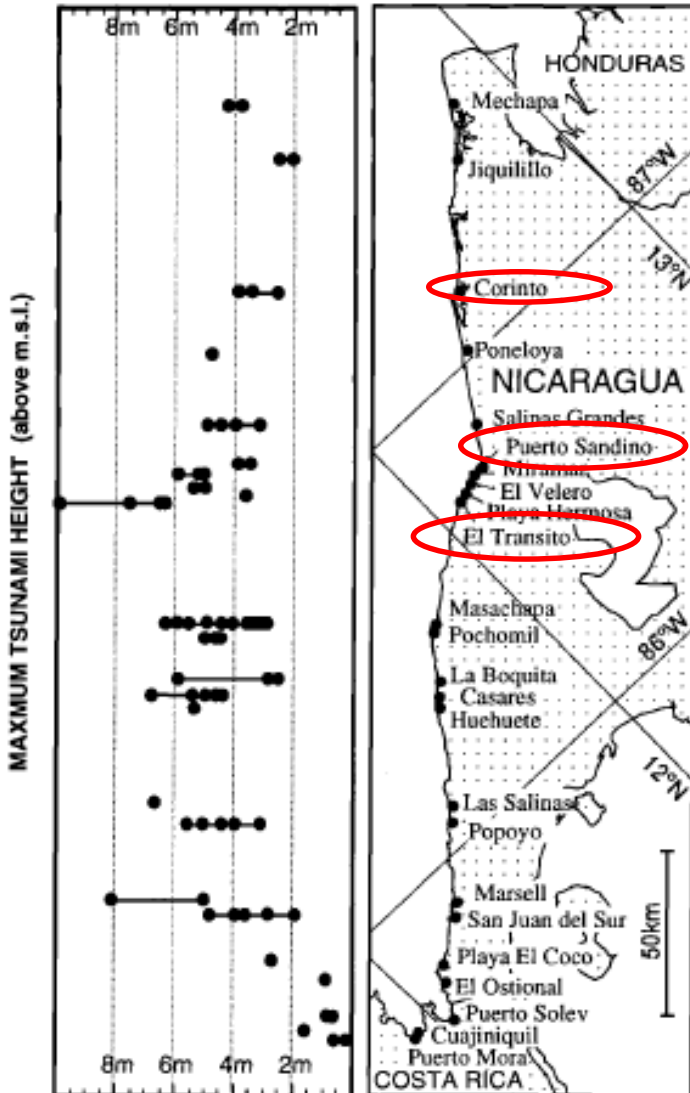 8m 6m 4m 2m
MAXMUM TSUNAMI HEIGHT (above m.s.l.)
8m 6m 4m 2m
HONDURAS
Mechapa
87°W
Jiquilillo
13°N
Corinto
Poneloya
NICARAGUA
Salinas Grandes
Puerto Sandino
Miramar
El Velero
Playa Hermosa
El Transito
Masachapa
Pochomil
86°W
La Boquita
Casares
Huehuete
12°N
Las Salinas
Popoyo
Marsell
San Juan del Sur
50km
Playa El Coco
El Ostional
Puerto Soley
Cuajiniquil
Puerto Mora
COSTA RICA